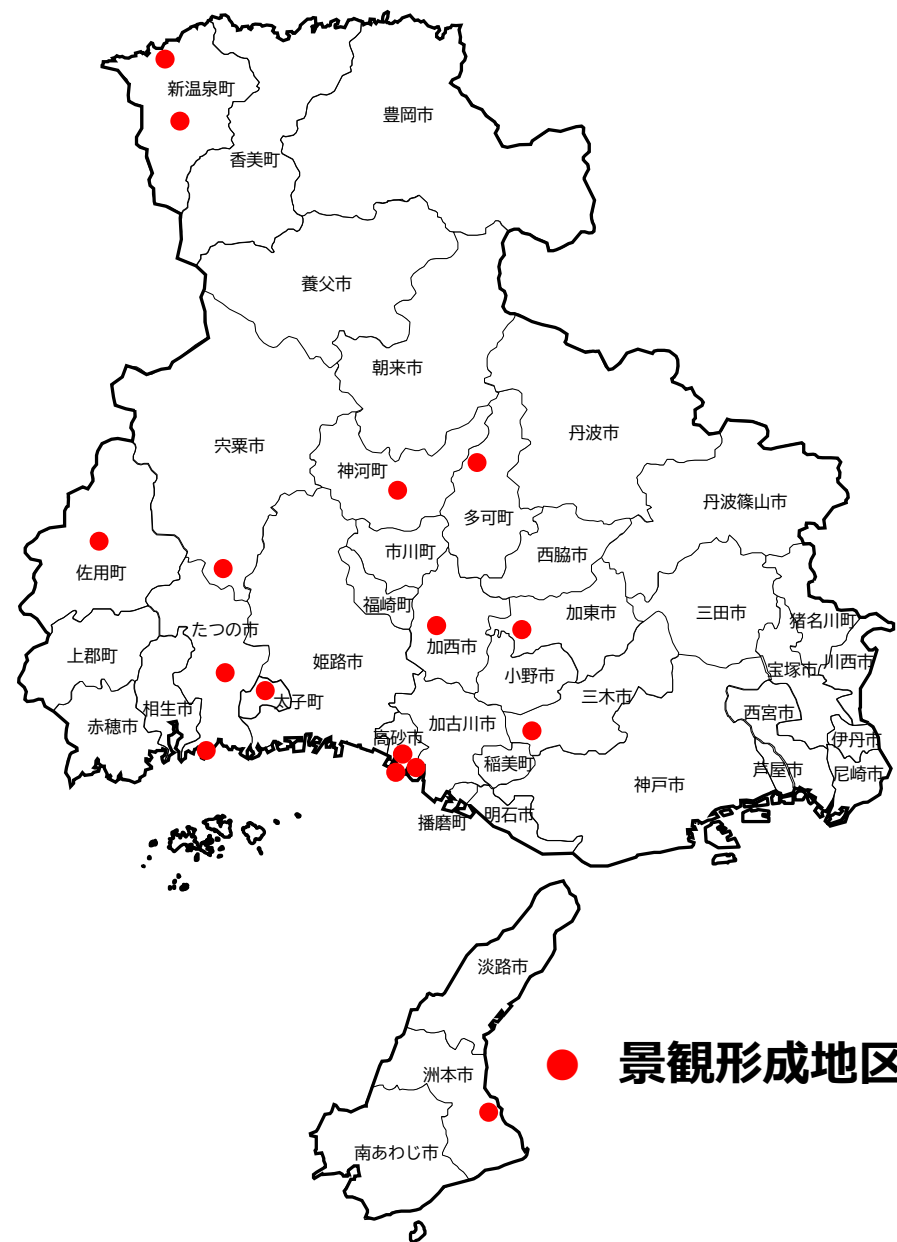 新温泉町
豊岡市
香美町
養父市
朝来市
宍粟市
丹波市
神河町
丹波篠山市
多可町
市川町
西脇市
佐用町
福崎町
加東市
三田市
猪名川町
たつの市
加西市
上郡町
姫路市
川西市
宝塚市
小野市
三木市
太子町
相生市
西宮市
赤穂市
加古川市
高砂市
伊丹市
稲美町
芦屋市
尼崎市
神戸市
明石市
播磨町
淡路市
景観形成地区
洲本市
南あわじ市